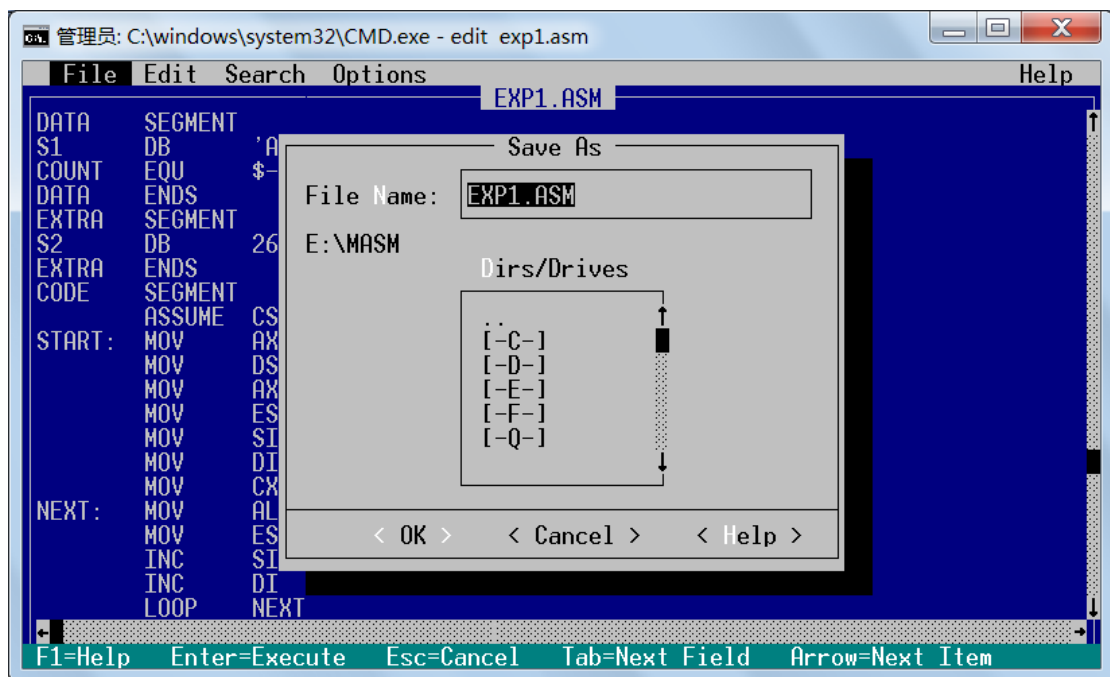 管理员: C:\windows\system32\CMD.exe - edit exp1.asm
File Edit Search Options Help
EXP1.ASM
DATA SEGMENT
S1 DB 'A
COUNT EQU $-
DATA ENDS
EXTRA SEGMENT
S2 DB 26
EXTRA ENDS
CODE SEGMENT
ASSUME CS
START: MOV AX
MOV DS
MOV AX
MOV ES
MOV SI
MOV DI
MOV CX
NEXT: MOV AL
MOV ES
INC SI
INC DI
LOOP NEXT
Save As
File Name: EXP1.ASM
E:\MASM
Dirs/Drives
..
[-C-]
[-D-]
[-E-]
[-F-]
[-Q-]
< OK > < Cancel > < Help >
F1=Help Enter=Execute Esc=Cancel Tab=Next Field Arrow=Next Item